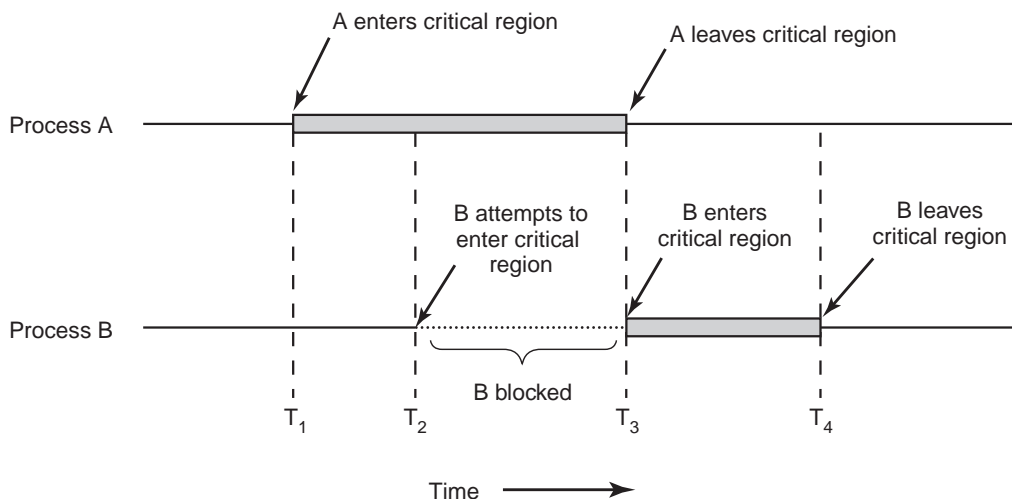 A enters critical region
A leaves critical region
Process A
B attempts to
enter critical
region
B enters
critical region
B leaves
critical region
Process B
B blocked
T1
T2
T3
T4
Time